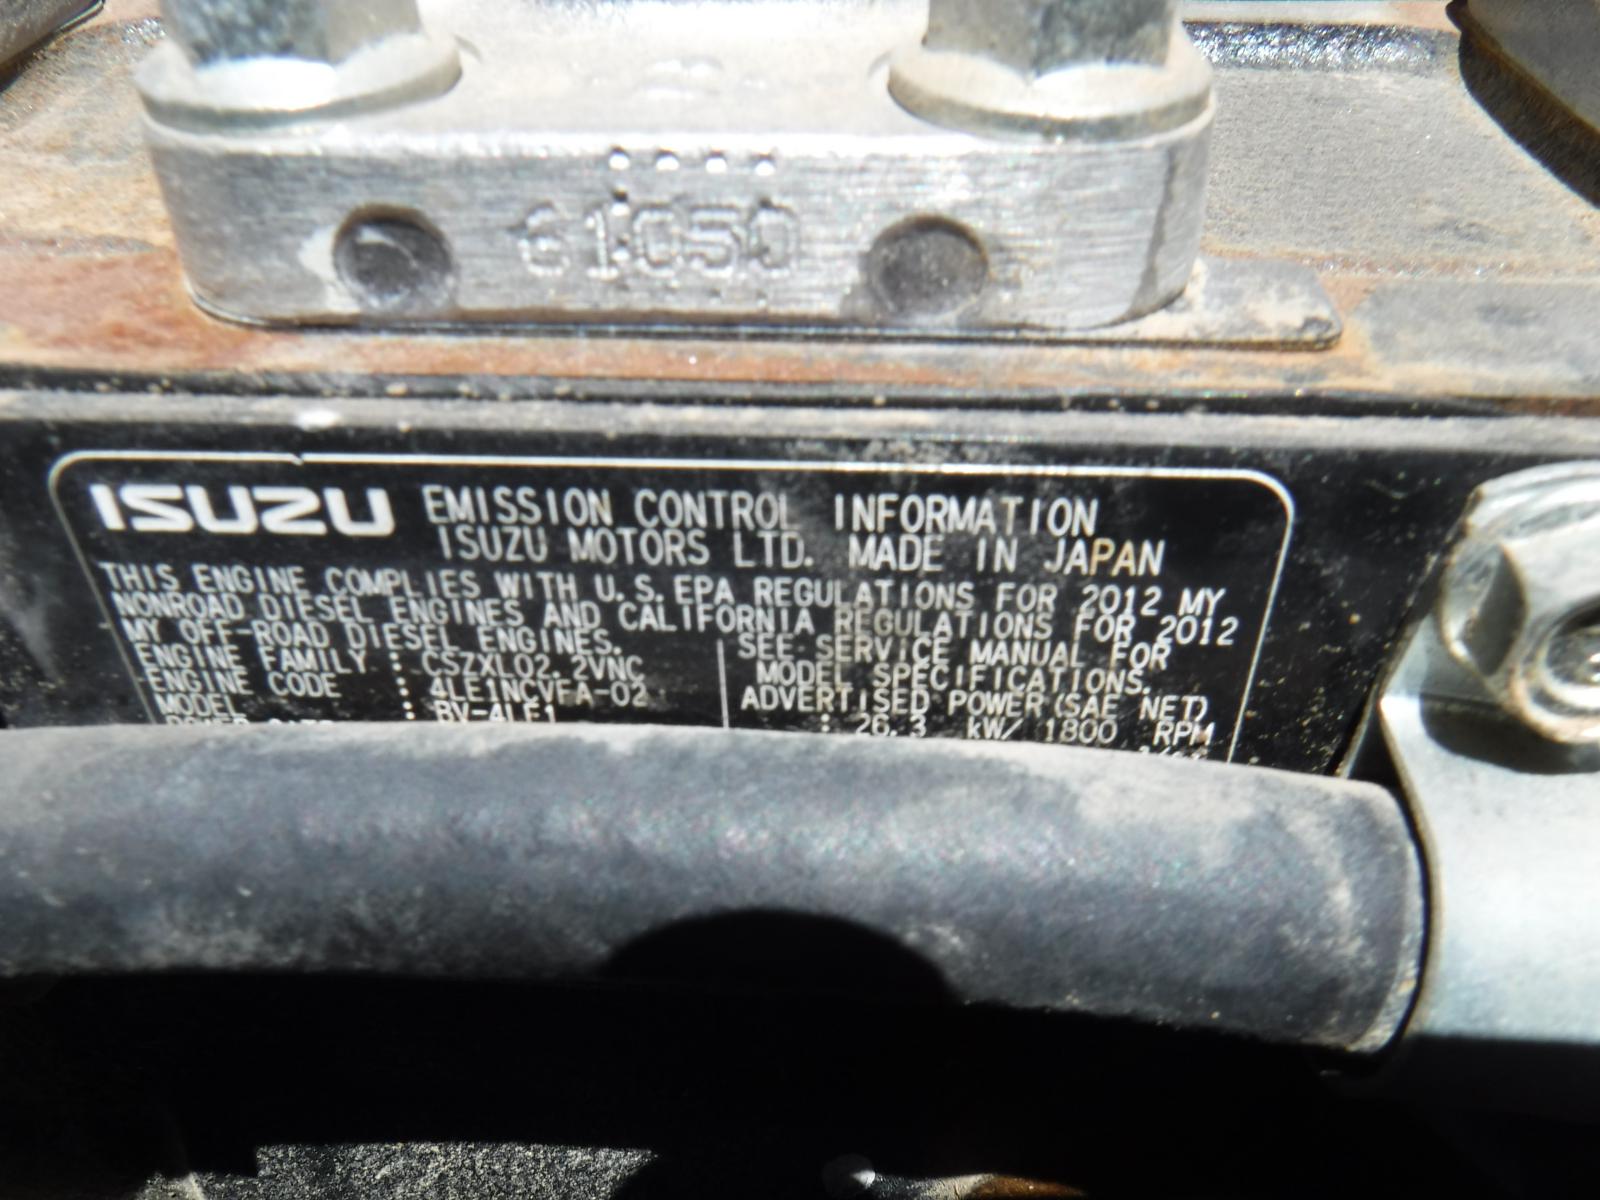 61050
ISUZU EMISSION CONTROL INFORMATION
ISUZU MOTORS LTD. MADE IN JAPAN
THIS ENGINE COMPLIES WITH U.S.EPA REGULATIONS FOR 2012 MY
NONROAD DIESEL ENGINES AND CALIFORNIA REGULATIONS FOR 2012
MY OFF-ROAD DIESEL ENGINES.
ENGINE FAMILY : CSZXL02.2VNC
ENGINE CODE : 4LE1NCVFA-02
MODEL : BV-4LE1
SEE SERVICE MANUAL FOR
MODEL SPECIFICATIONS.
ADVERTISED POWER(SAE NET)
: 26.3 kW/ 1800 RPM